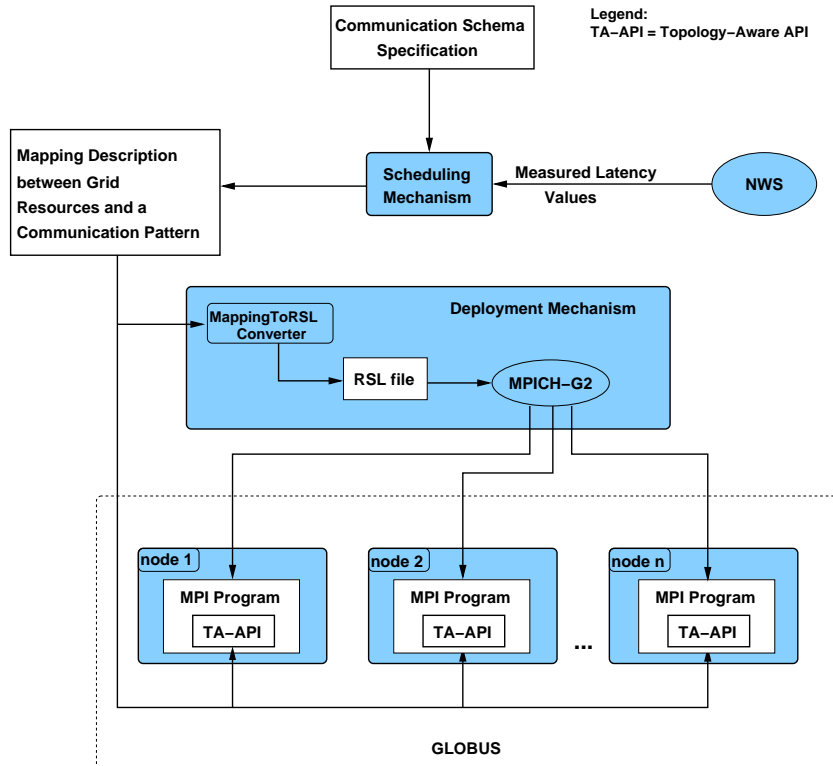 Communication Schema
Specification
Legend:
TA−API = Topology−Aware API
Mapping Description
between Grid
Resources and a
Communication Pattern
Scheduling
Mechanism
Measured Latency
Values
NWS
Deployment Mechanism
MappingToRSL
Converter
RSL file
MPICH−G2
node 1
MPI Program
TA−API
node 2
MPI Program
TA−API
...
node n
MPI Program
TA−API
GLOBUS